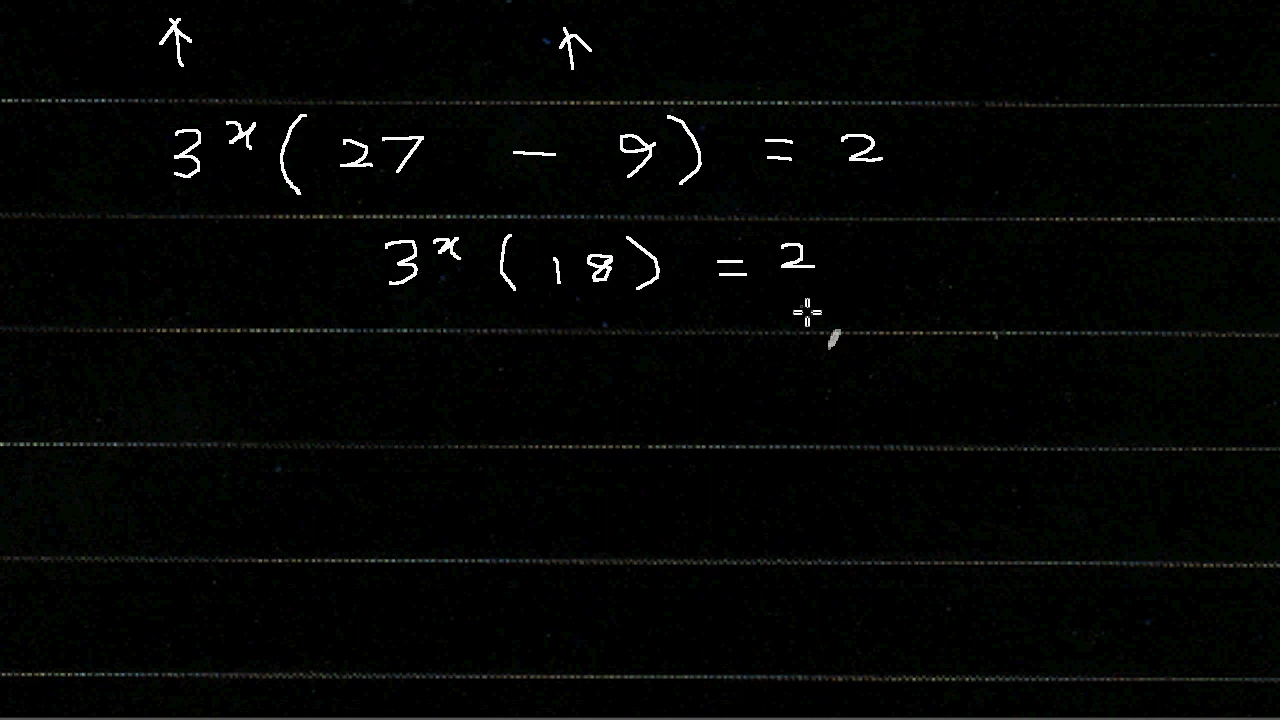 3^x ( 27 - 9 ) = 2
3^x ( 18 ) = 2